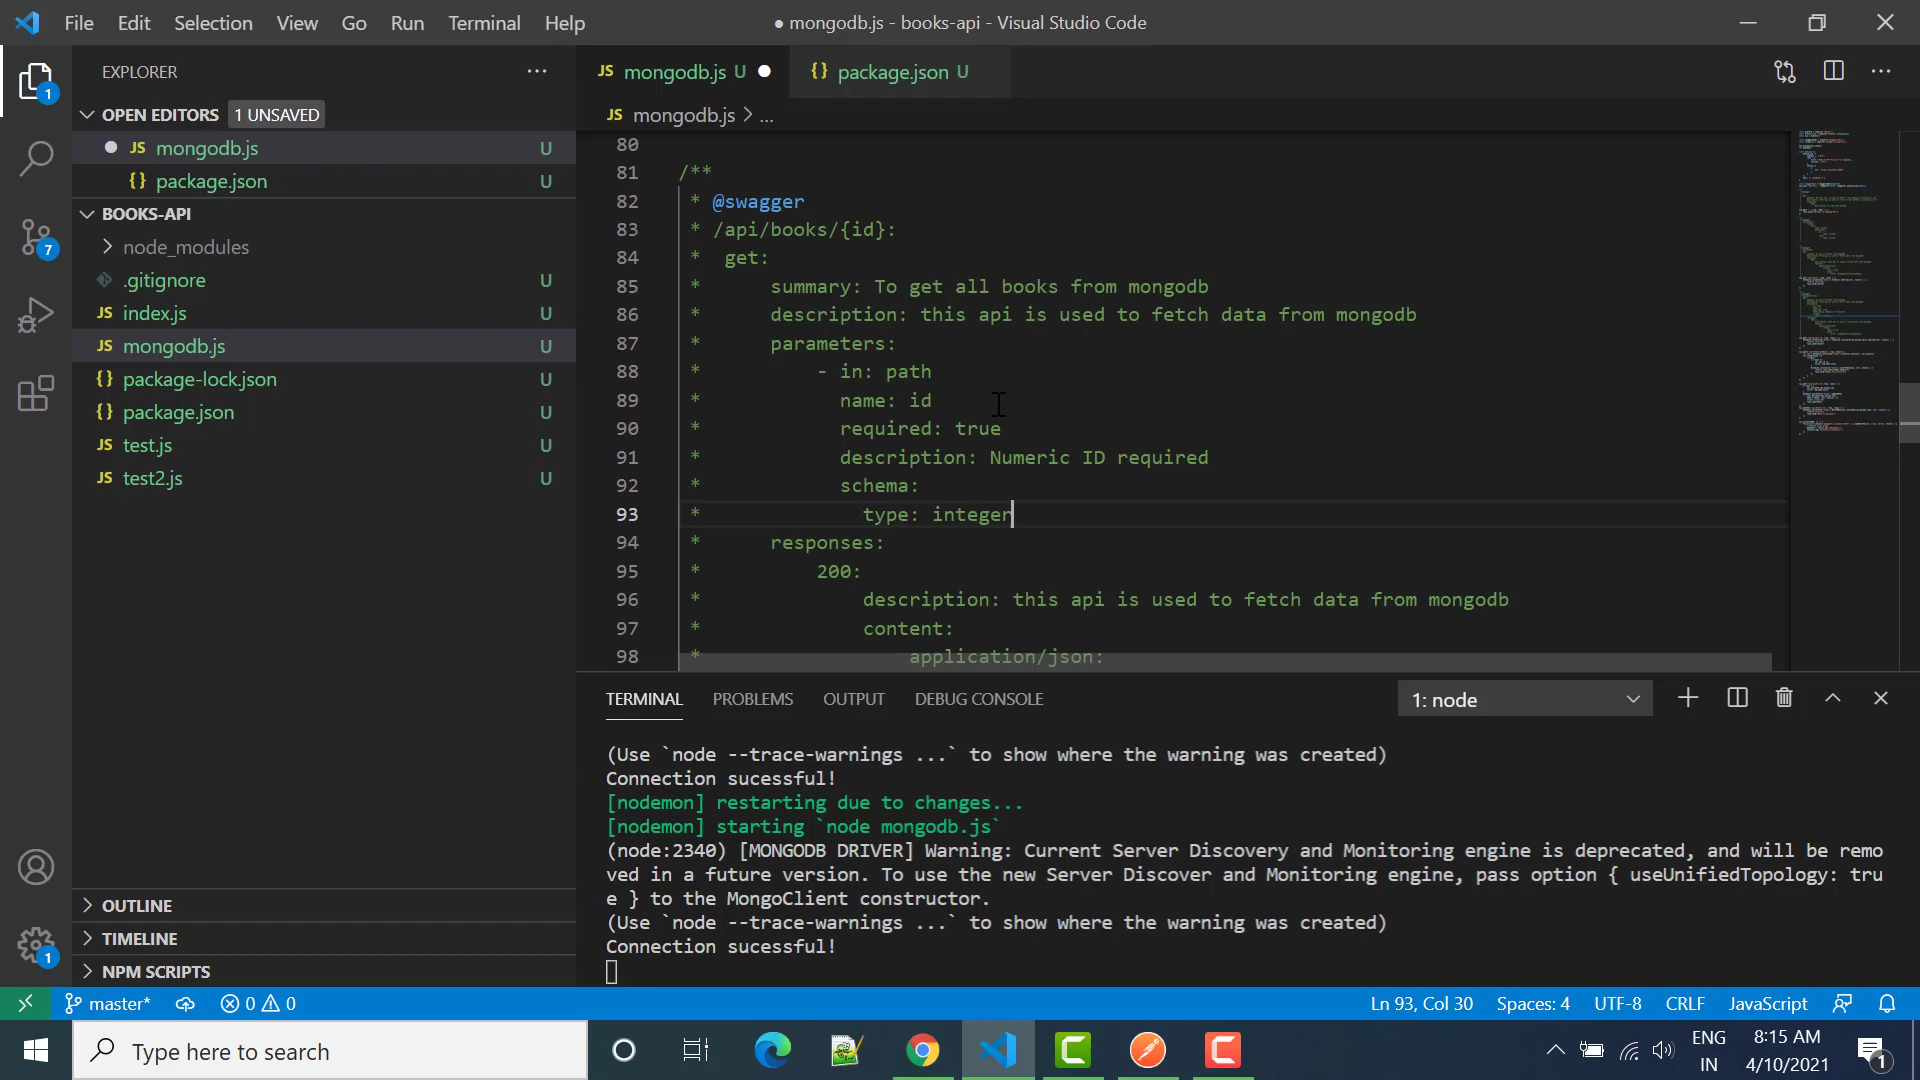 File Edit Selection View Go Run Terminal Help
● mongodb.js - books-api - Visual Studio Code
EXPLORER
OPEN EDITORS 1 UNSAVED
JS mongodb.js U
{} package.json U
BOOKS-API
node_modules
.gitignore U
JS index.js U
JS mongodb.js U
{} package-lock.json U
{} package.json U
JS test.js U
JS test2.js U
OUTLINE
TIMELINE
NPM SCRIPTS
1
7
1
JS mongodb.js U ● {} package.json U
JS mongodb.js > ...
80
81 /**
82 * @swagger
83 * /api/books/{id}:
84 *  get:
85 *      summary: To get all books from mongodb
86 *      description: this api is used to fetch data from mongodb
87 *      parameters:
88 *          - in: path
89 *            name: id
90 *            required: true
91 *            description: Numeric ID required
92 *            schema:
93 *              type: integer
94 *      responses:
95 *          200:
96 *              description: this api is used to fetch data from mongodb
97 *              content:
98 *                  application/json:
TERMINAL PROBLEMS OUTPUT DEBUG CONSOLE 1: node
(Use `node --trace-warnings ...` to show where the warning was created)
Connection sucessful!
[nodemon] restarting due to changes...
[nodemon] starting `node mongodb.js`
(node:2340) [MONGODB DRIVER] Warning: Current Server Discovery and Monitoring engine is deprecated, and will be remo
ved in a future version. To use the new Server Discover and Monitoring engine, pass option { useUnifiedTopology: tru
e } to the MongoClient constructor.
(Use `node --trace-warnings ...` to show where the warning was created)
Connection sucessful!
master* 0 0 Ln 93, Col 30 Spaces: 4 UTF-8 CRLF JavaScript
Type here to search
ENG
IN
8:15 AM
4/10/2021
1